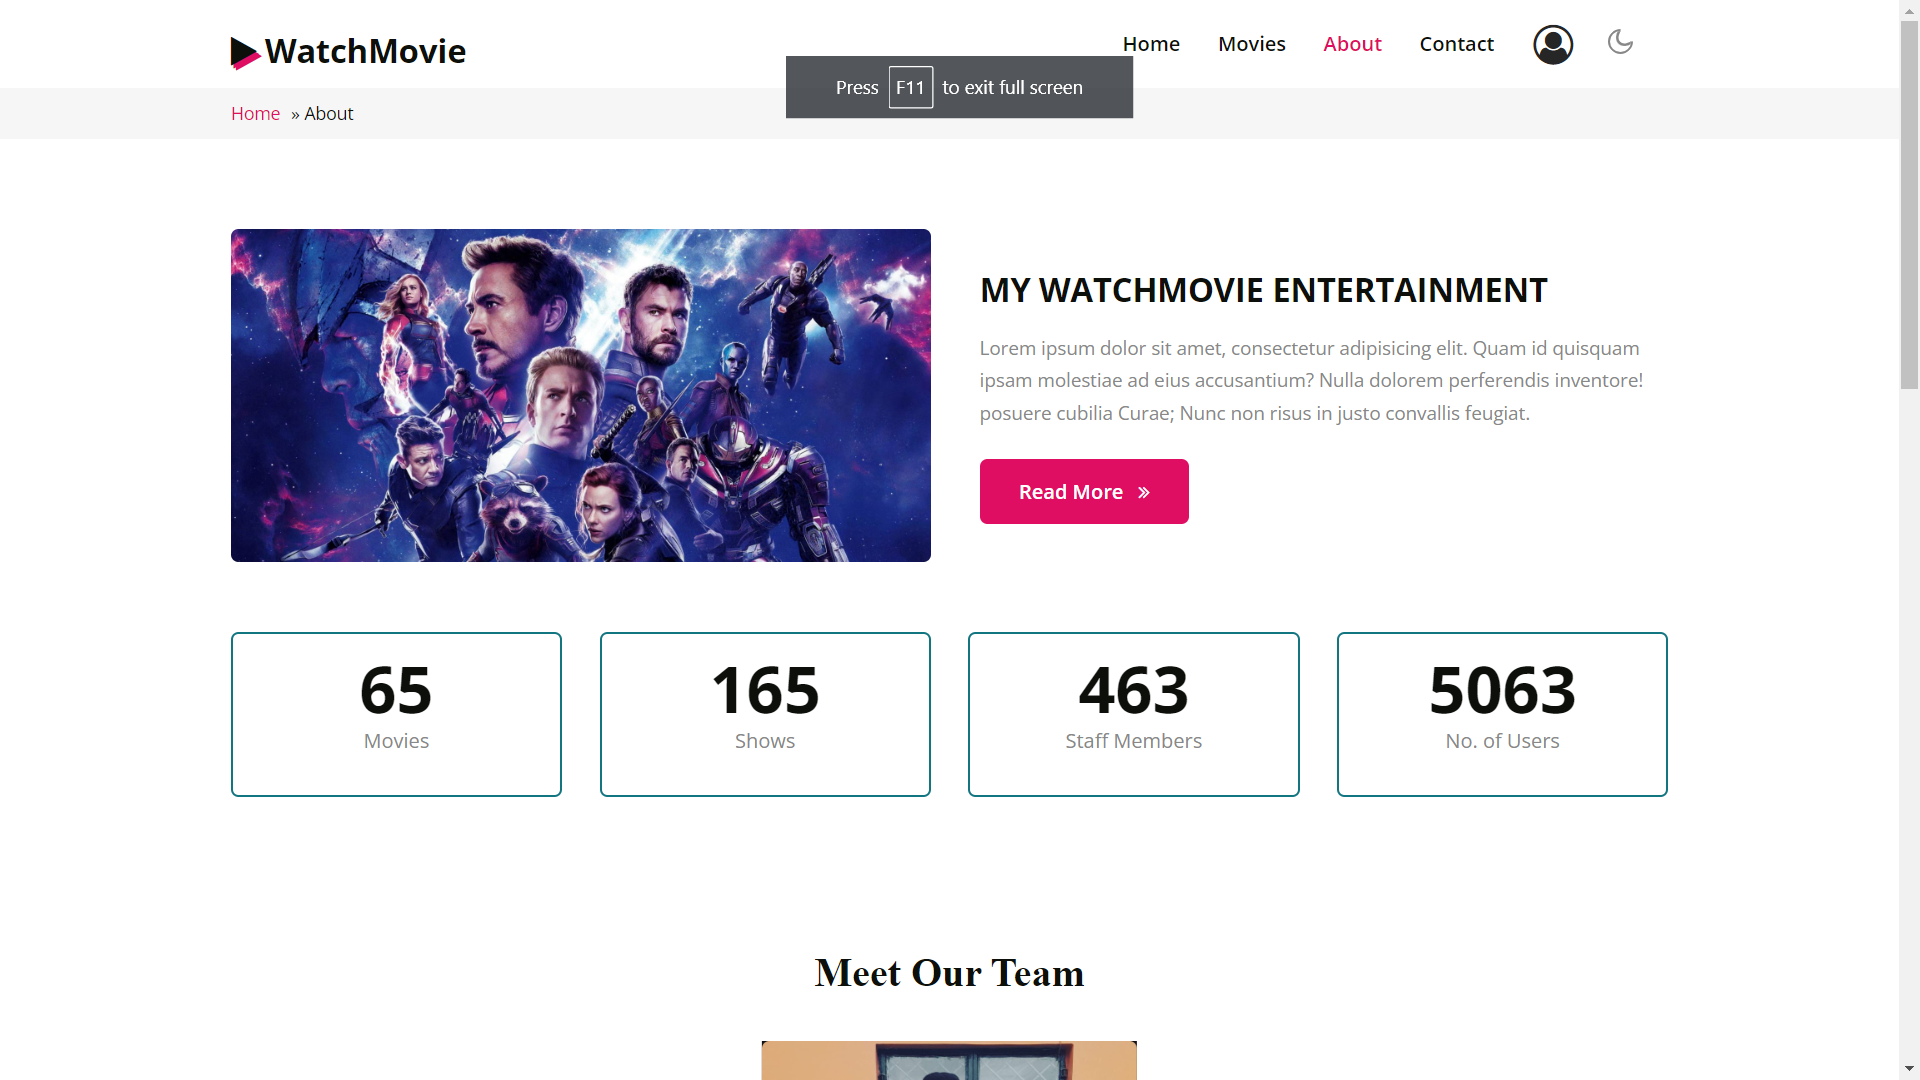 WatchMovie
Home Movies About Contact
Press F11 to exit full screen
Home » About
MY WATCHMOVIE ENTERTAINMENT
Lorem ipsum dolor sit amet, consectetur adipisicing elit. Quam id quisquam
ipsam molestiae ad eius accusantium? Nulla dolorem perferendis inventore!
posuere cubilia Curae; Nunc non risus in justo convallis feugiat.
Read More »
65
Movies
165
Shows
463
Staff Members
5063
No. of Users
Meet Our Team